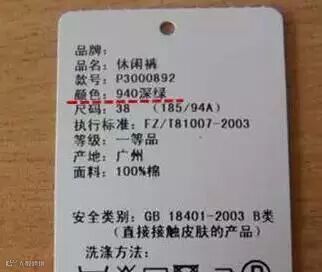 品牌:
品名: 休闲裤
款号: P3000892
颜色: 940深绿
尺码: 38 (185/94A)
执行标准: FZ/T81007-2003
等级: 一等品
产地: 广州
面料: 100%棉
安全类别: GB 18401-2003 B类
(直接接触皮肤的产品)
洗涤方法: